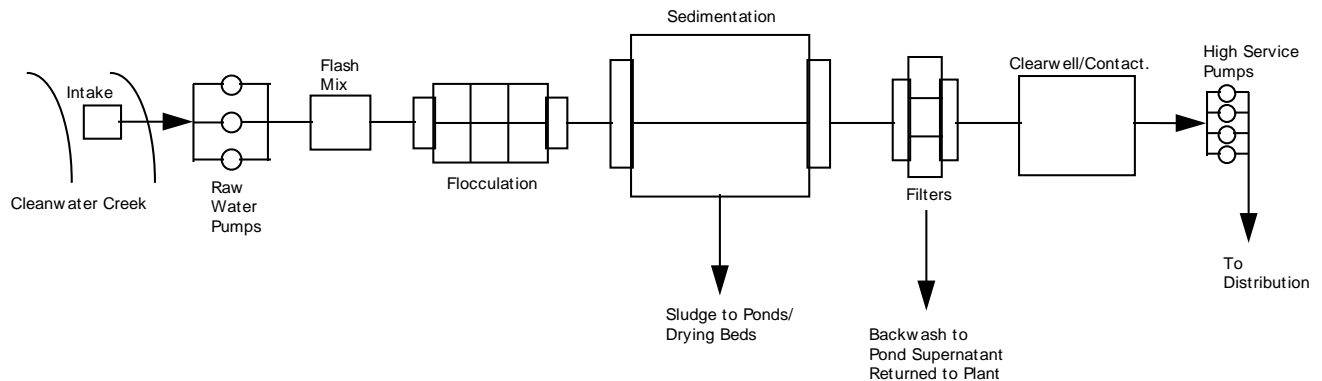 Sedimentation
Flash
Mix
Clearwell/Contact.
High Service
Pumps
Intake
Flocculation
Filters
Cleanwater Creek
Raw
Water
Pumps
To
Distribution
Sludge to Ponds/
Drying Beds
Backwash to
Pond Supernatant
Returned to Plant